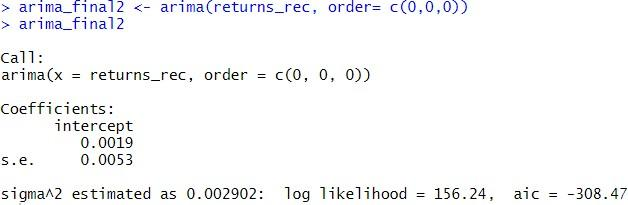 > arima_final2 <- arima(returns_rec, order= c(0,0,0))
> arima_final2
Call:
arima(x = returns_rec, order = c(0, 0, 0))
Coefficients:
intercept
0.0019
s.e. 0.0053
sigma^2 estimated as 0.002902: log likelihood = 156.24, aic = -308.47